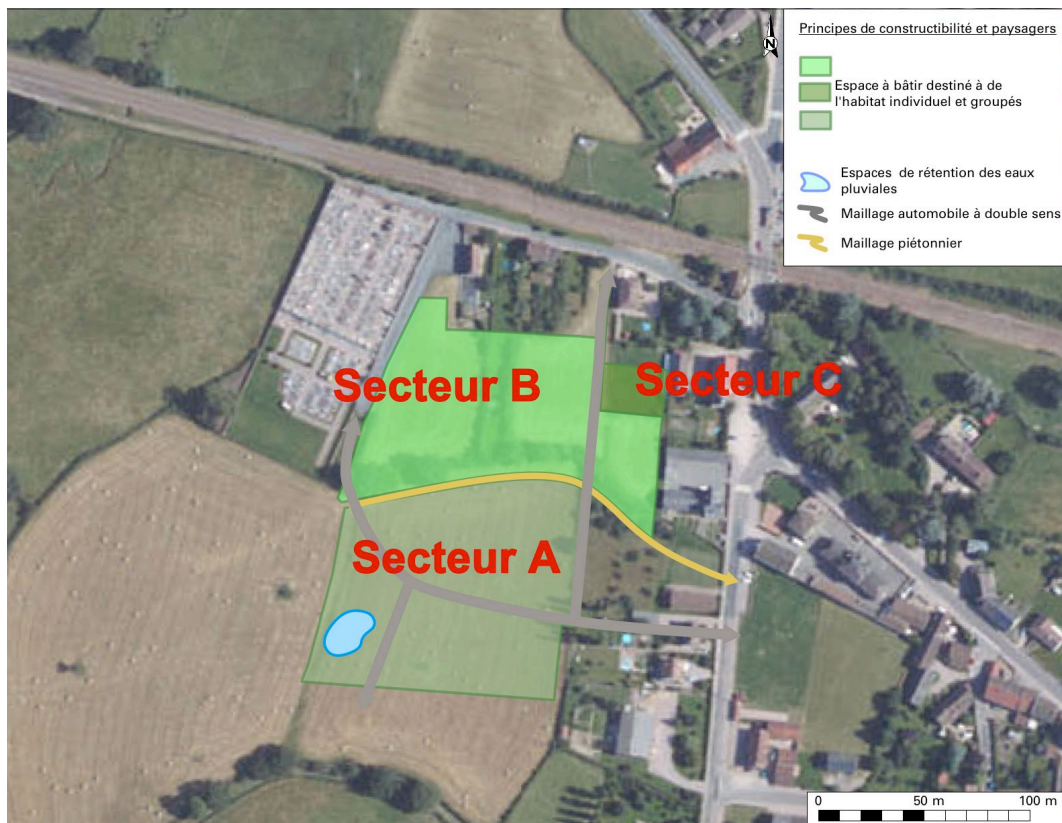 Principes de constructibilité et paysagers
Espace à bâtir destiné à de
l'habitat individuel et groupés
Espaces de rétention des eaux
pluviales
Maillage automobile à double sens
Maillage piétonnier
N
Secteur B
Secteur C
Secteur A
0 50 m 100 m